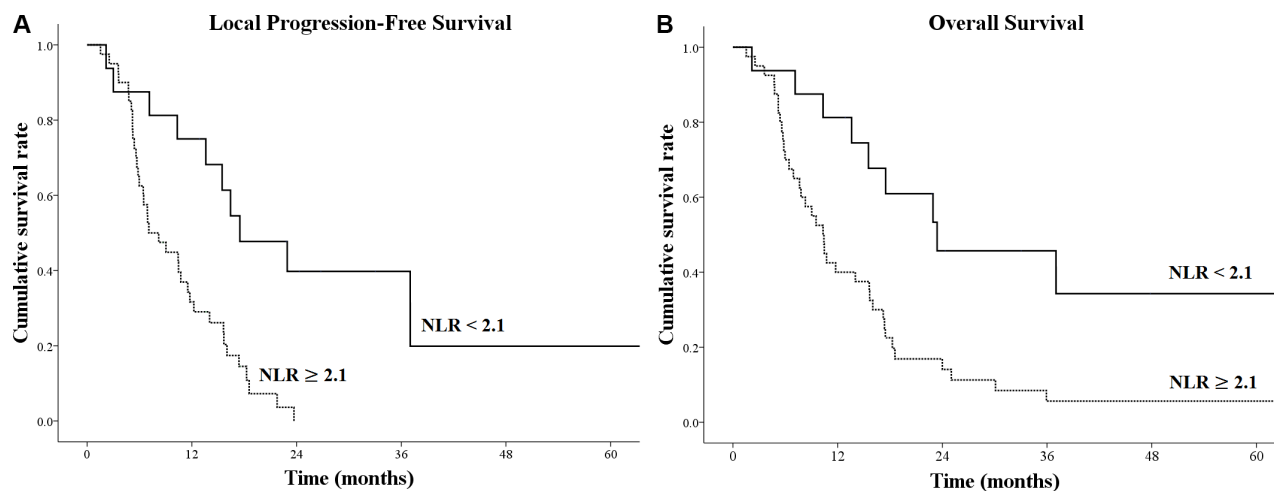 A
Local Progression-Free Survival
Cumulative survival rate
1.0
0.8
0.6
0.4
0.2
0.0
NLR < 2.1
NLR ≥ 2.1
0 12 24 36 48 60
Time (months)
B
Overall Survival
Cumulative survival rate
1.0
0.8
0.6
0.4
0.2
0.0
NLR < 2.1
NLR ≥ 2.1
0 12 24 36 48 60
Time (months)